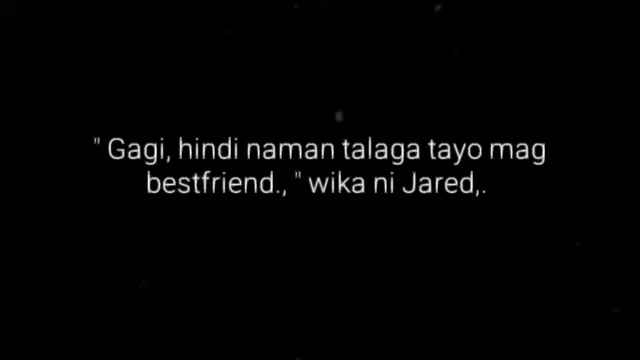 " Gagi, hindi naman talaga tayo mag
bestfriend., " wika ni Jared,.